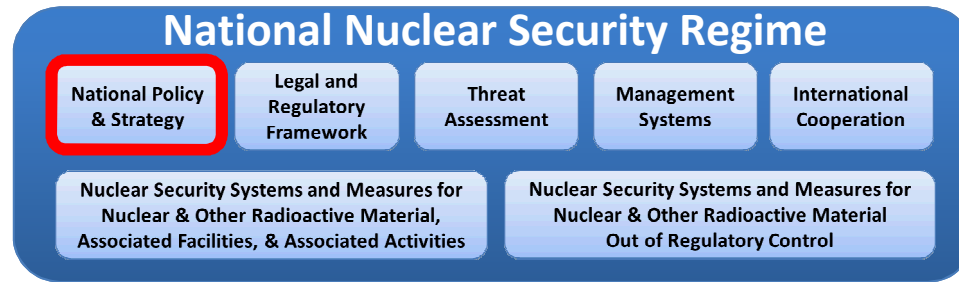 National Nuclear Security Regime
National Policy
& Strategy
Legal and
Regulatory
Framework
Threat
Assessment
Management
Systems
International
Cooperation
Nuclear Security Systems and Measures for
Nuclear & Other Radioactive Material,
Associated Facilities, & Associated Activities
Nuclear Security Systems and Measures for
Nuclear & Other Radioactive Material
Out of Regulatory Control